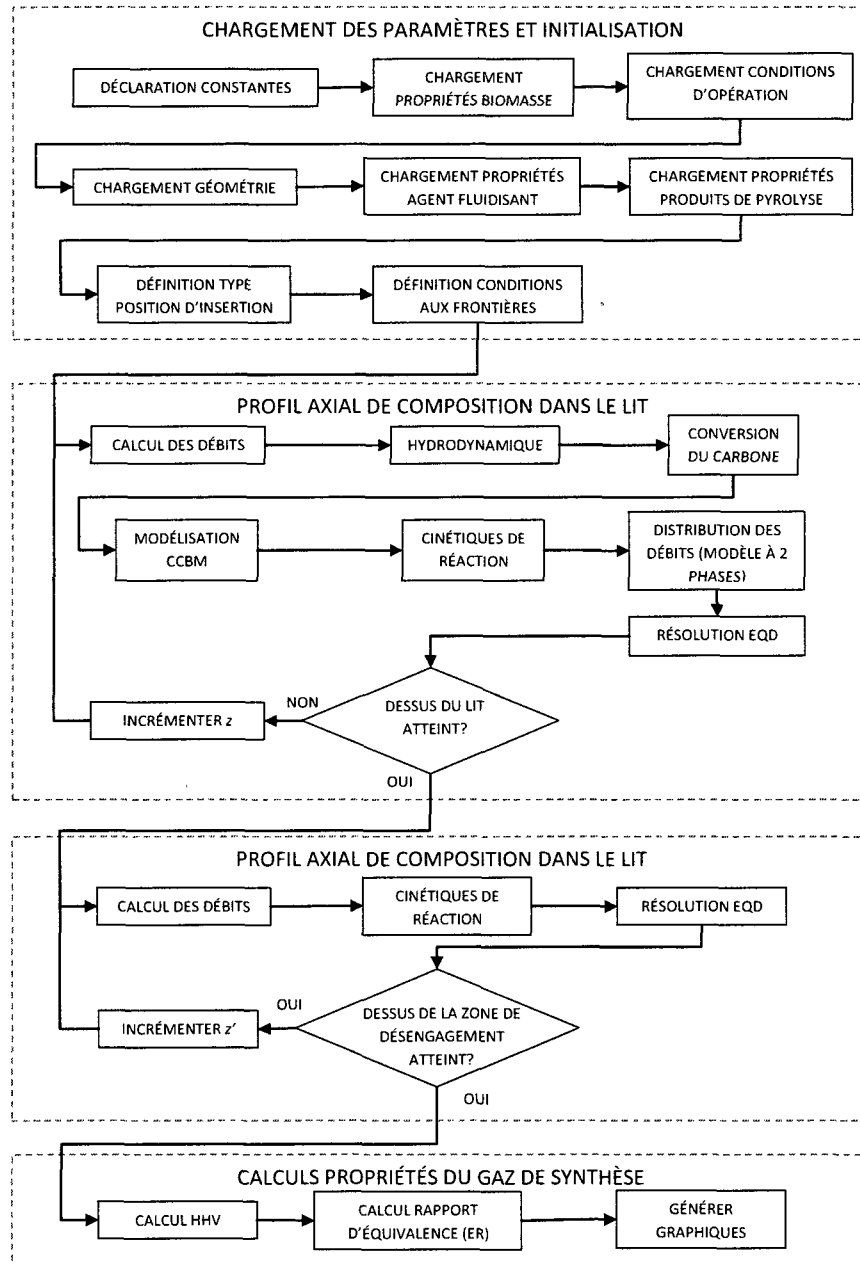 CHARGEMENT DES PARAMÈTRES ET INITIALISATION
DÉCLARATION CONSTANTES
CHARGEMENT
PROPRIÉTÉS BIOMASSE
CHARGEMENT CONDITIONS
D'OPÉRATION
CHARGEMENT GÉOMÉTRIE
CHARGEMENT PROPRIÉTÉS
AGENT FLUIDISANT
CHARGEMENT PROPRIÉTÉS
PRODUITS DE PYROLYSE
DÉFINITION TYPE
POSITION D'INSERTION
DÉFINITION CONDITIONS
AUX FRONTIÈRES
PROFIL AXIAL DE COMPOSITION DANS LE LIT
CALCUL DES DÉBITS
HYDRODYNAMIQUE
CONVERSION
DU CARBONE
MODÉLISATION
CCBM
CINÉTIQUES DE
RÉACTION
DISTRIBUTION DES
DÉBITS (MODÈLE À 2
PHASES)
RÉSOLUTION EQD
DESSUS DU LIT
ATTEINT?
NON
INCRÉMENTER z
OUI
PROFIL AXIAL DE COMPOSITION DANS LE LIT
CALCUL DES DÉBITS
CINÉTIQUES DE
RÉACTION
RÉSOLUTION EQD
DESSUS DE LA ZONE DE
DÉSENGAGEMENT
ATTEINT?
OUI
INCRÉMENTER z'
OUI
CALCULS PROPRIÉTÉS DU GAZ DE SYNTHÈSE
CALCUL HHV
CALCUL RAPPORT
D'ÉQUIVALENCE (ER)
GÉNÉRER
GRAPHIQUES